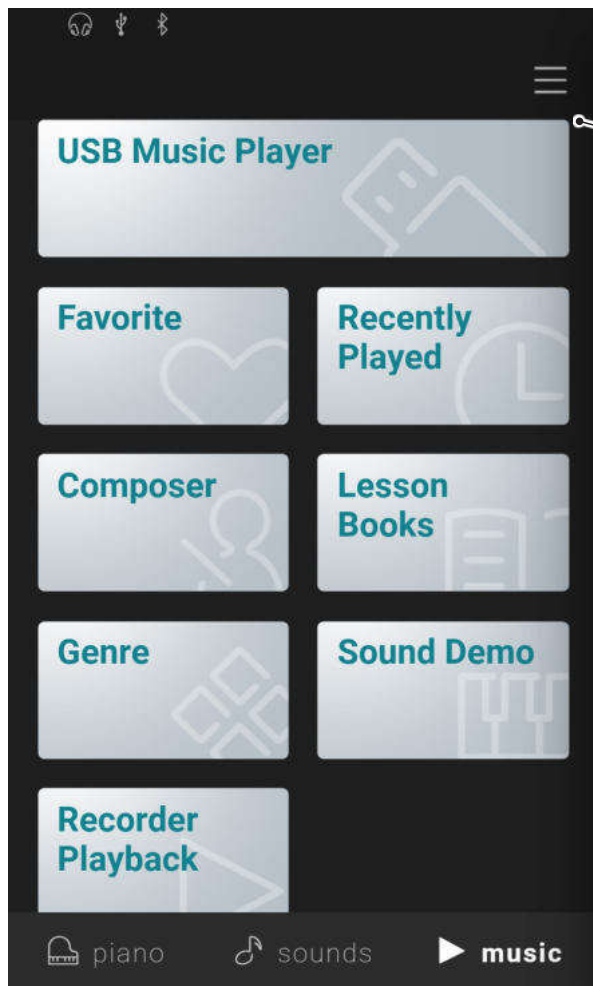 USB Music Player
Favorite
Recently
Played
Composer
Lesson
Books
Genre
Sound Demo
Recorder
Playback
piano
sounds
music